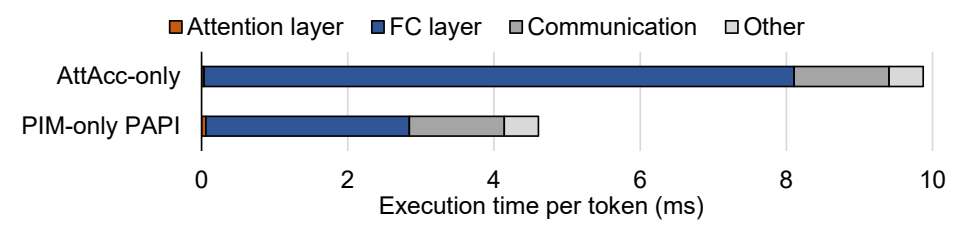 Attention layer FC layer Communication Other
AttAcc-only
PIM-only PAPI
0 2 4 6 8 10
Execution time per token (ms)